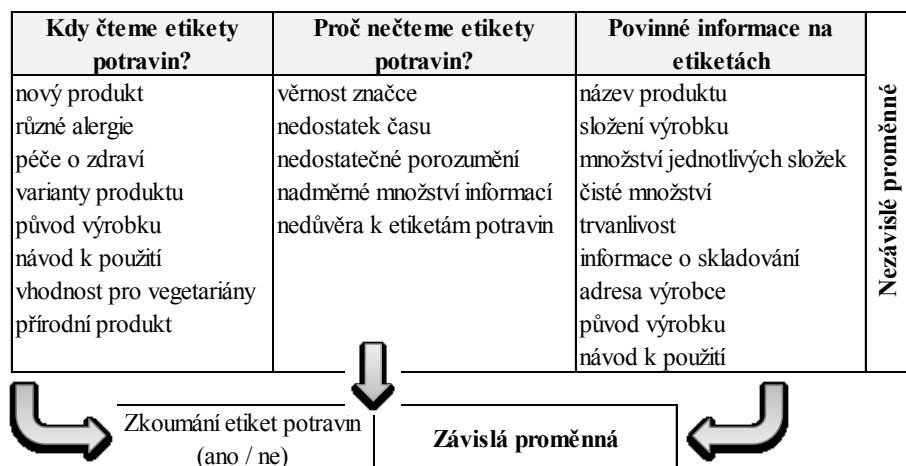 Kdy čteme etikety
potravin?
nový produkt
různé alergie
péče o zdraví
varianty produktu
původ výrobku
návod k použití
vhodnost pro vegetariány
přírodní produkt
Proč nečteme etikety
potravin?
věrnost značce
nedostatek času
nedostatečné porozumění
nadměrné množství informací
nedůvěra k etiketám potravin
Povinné informace na
etiketách
název produktu
složení výrobku
množství jednotlivých složek
čisté množství
trvanlivost
informace o skladování
adresa výrobce
původ výrobku
návod k použití
Nezávislé proměnné
Zkoumání etiket potravin
(ano / ne)
Závislá proměnná